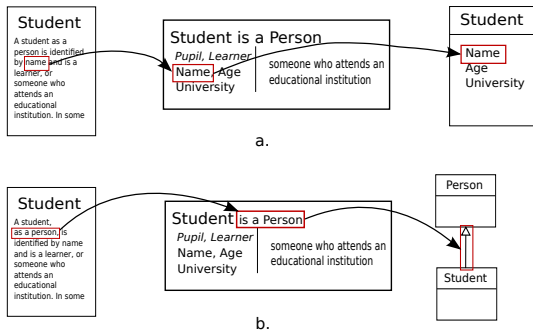 Student
A student as a
person is identified
by name and is a
learner, or
someone who
attends an
educational
institution. In some
Student is a Person
Pupil, Learner
Name, Age
University
someone who attends an
educational institution
Student
Name
Age
University
a.
Student
A student,
as a person, is
identified by name
and is a learner, or
someone who
attends an
educational
institution. In some
Student is a Person
Pupil, Learner
Name, Age
University
someone who attends an
educational institution
Person
Student
b.